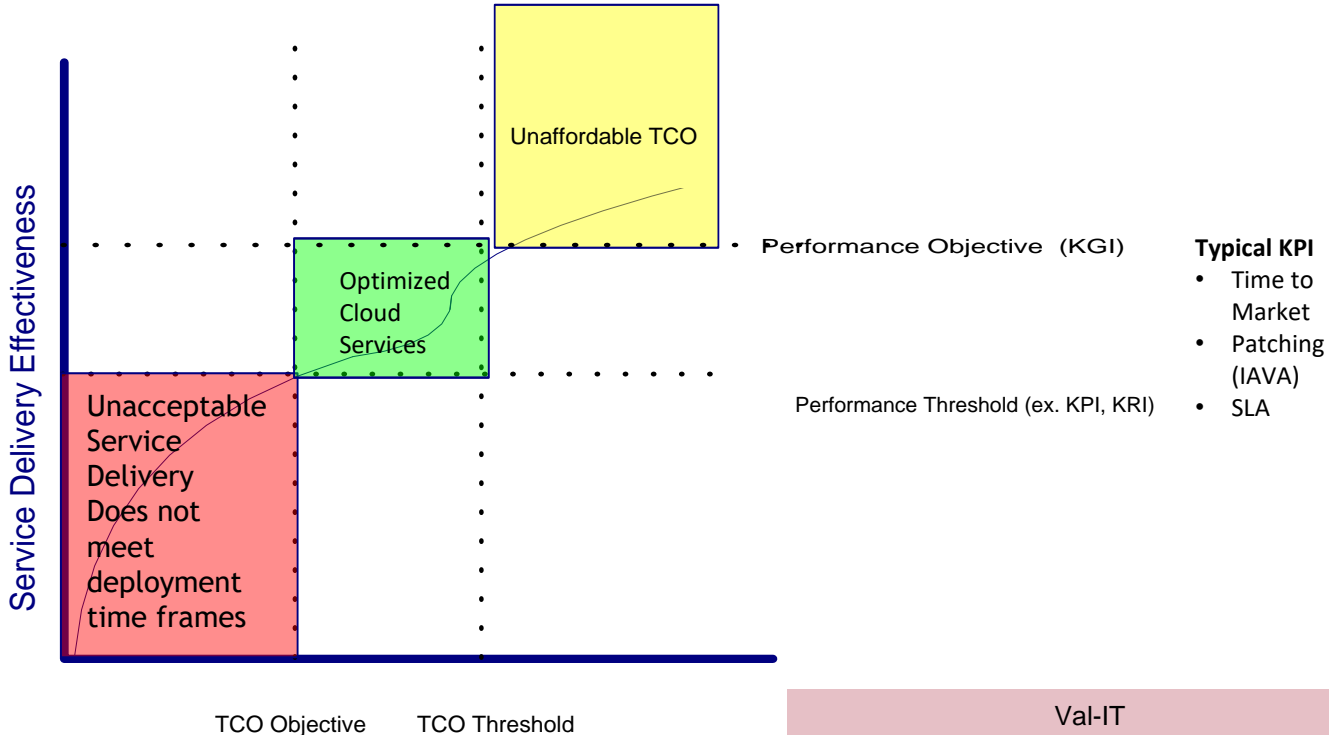 Service Delivery Effectiveness
Unaffordable TCO
Performance Objective (KGI)
Optimized
Cloud
Services
Unacceptable
Service
Delivery
Does not
meet
deployment
time frames
Performance Threshold (ex. KPI, KRI)
Typical KPI
• Time to
Market
• Patching
(IAVA)
• SLA
TCO Objective
TCO Threshold
Val-IT